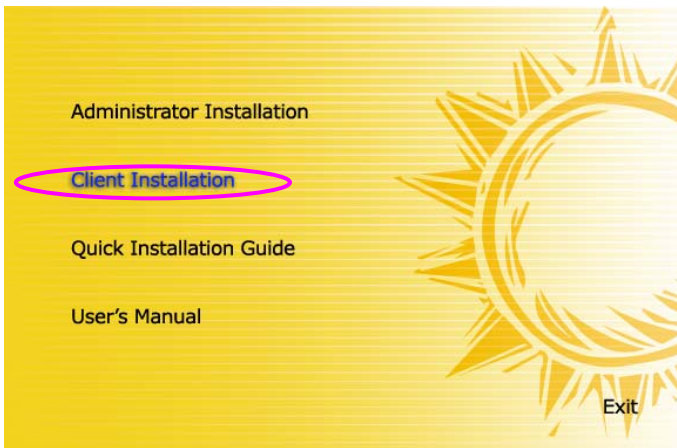 Administrator Installation
Client Installation
Quick Installation Guide
User's Manual
Exit